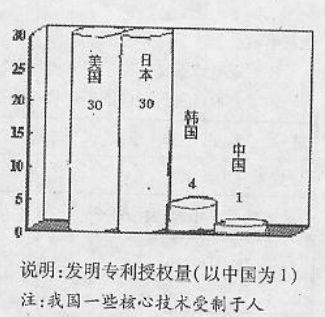 30
25
20
15
10
5
0
美国
30
日本
30
韩国
4
中国
1
说明:发明专利授权量(以中国为1)
注:我国一些核心技术受制于人